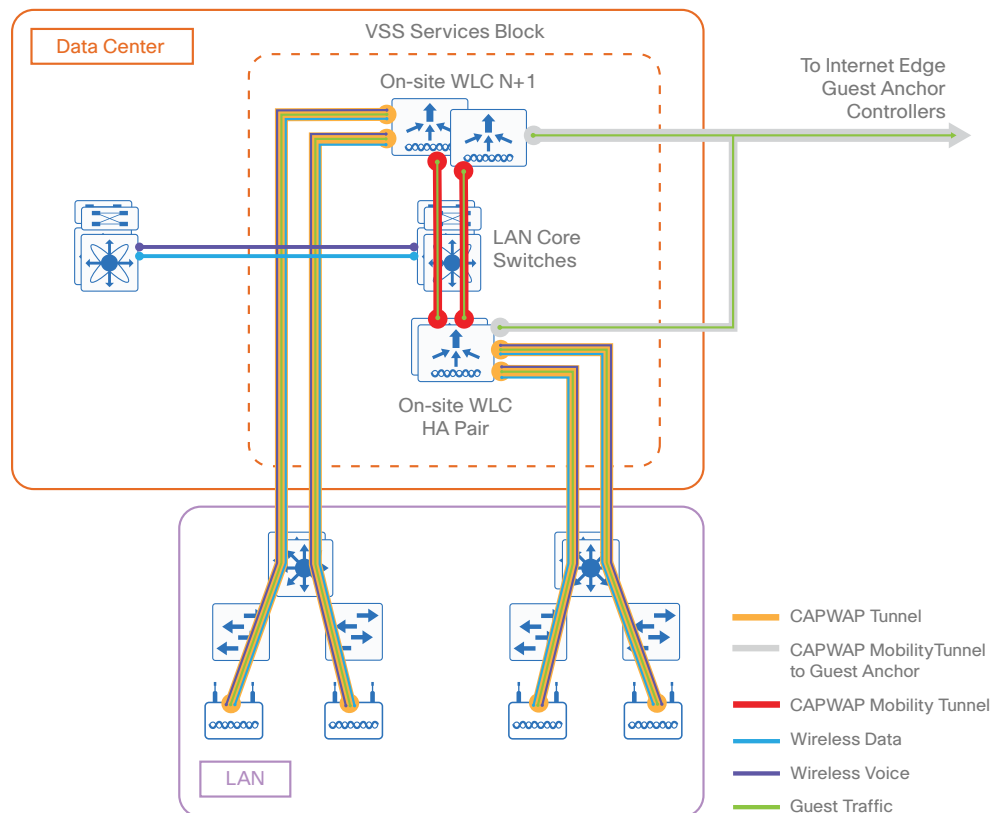 Data Center
VSS Services Block
On-site WLC N+1
To Internet Edge
Guest Anchor
Controllers
LAN Core
Switches
On-site WLC
HA Pair
CAPWAP Tunnel
CAPWAP MobilityTunnel
to Guest Anchor
CAPWAP Mobility Tunnel
Wireless Data
Wireless Voice
Guest Traffic
LAN